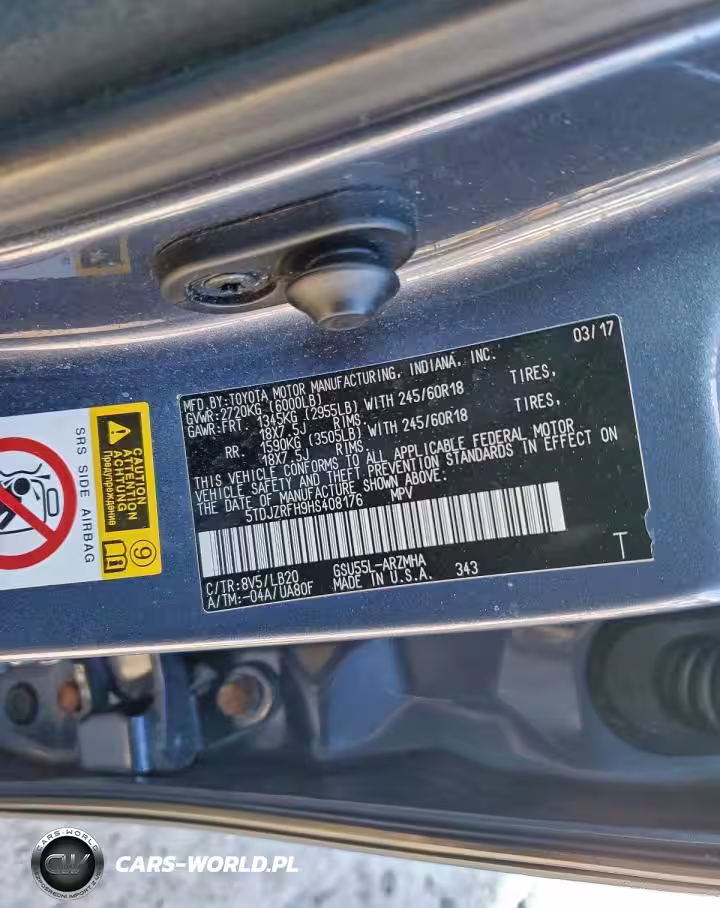 03/17
MFD.BY:TOYOTA MOTOR MANUFACTURING, INDIANA, INC.
GVWR:2720KG (6000LB)
GAWR:FRT. 1345KG (2955LB) WITH 245/60R18 TIRES,
18X7.5J RIMS
RR. 1590KG (3505LB) WITH 245/60R18 TIRES,
18X7.5J RIMS
THIS VEHICLE CONFORMS TO ALL APPLICABLE FEDERAL MOTOR
VEHICLE SAFETY AND THEFT PREVENTION STANDARDS IN EFFECT ON
THE DATE OF MANUFACTURE SHOWN ABOVE.
5TDJZRFH9HS408176 MPV
C/TR:8V5/LB20 GSU55L-ARZMHA
A/TM:-04A/UA80F MADE IN U.S.A. 343
T
SRS SIDE AIRBAG
CAUTION
ATTENTION
ACHTUNG
Предупреждение
9
CARS-WORLD
CW
CARS-WORLD.PL